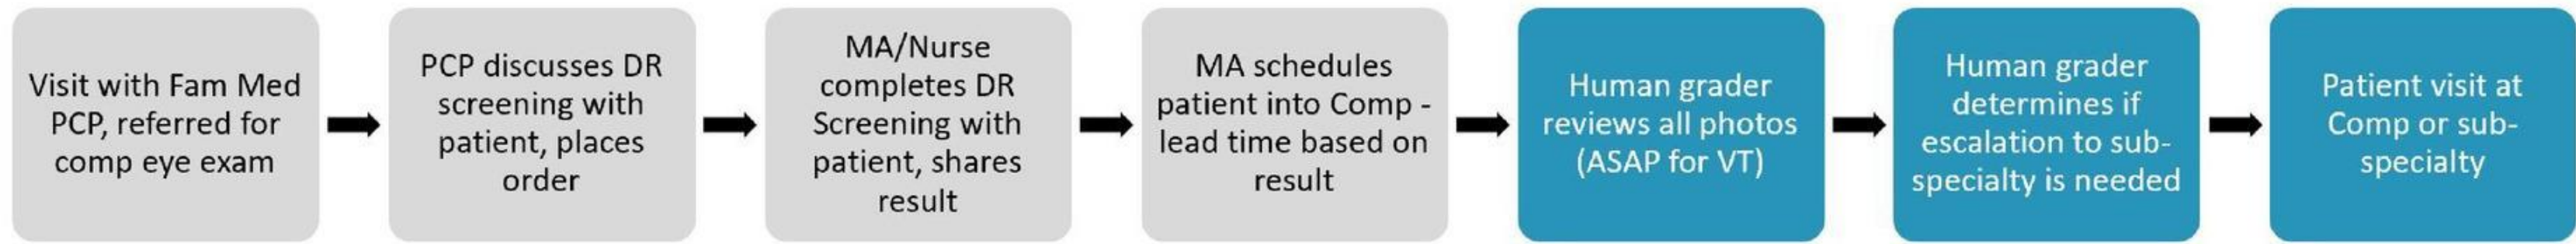 Visit with Fam Med
PCP, referred for
comp eye exam
PCP discusses DR
screening with
patient, places
order
MA/Nurse
completes DR
Screening with
patient, shares
result
MA schedules
patient into Comp -
lead time based on
result
Human grader
reviews all photos
(ASAP for VT)
Human grader
determines if
escalation to sub-
specialty is needed
Patient visit at
Comp or sub-
specialty